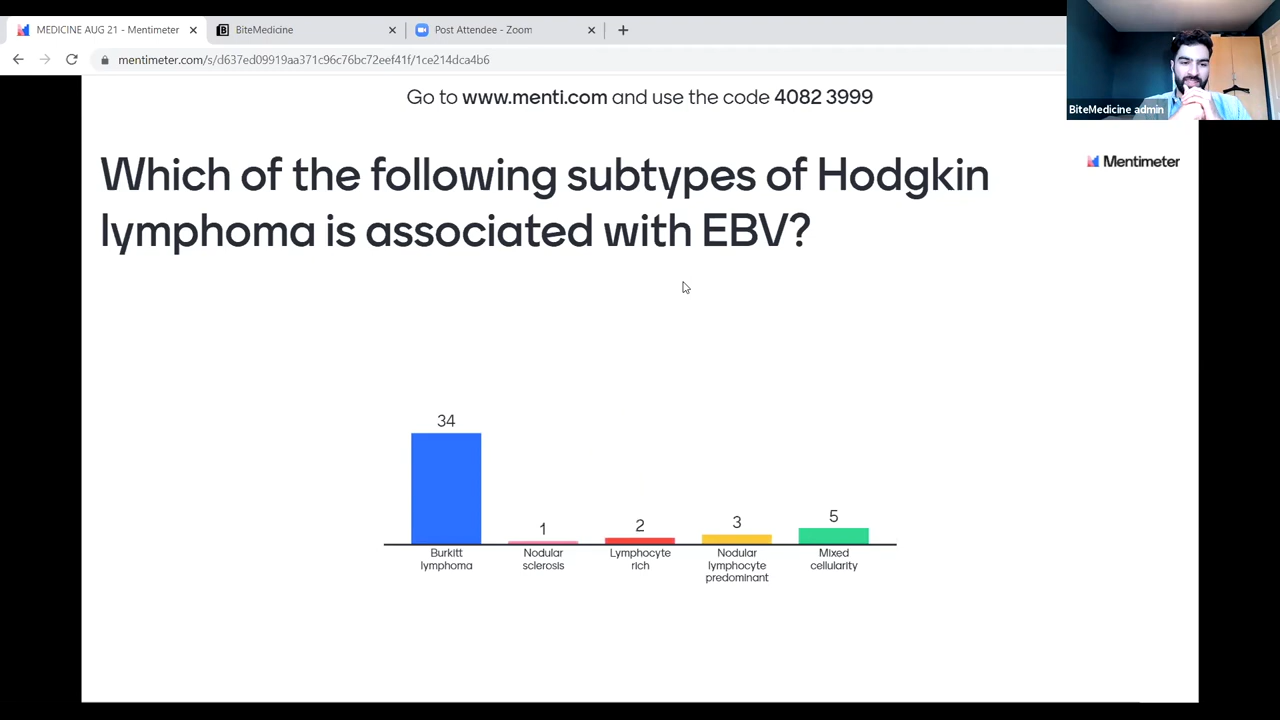 MEDICINE AUG 21 - Mentimeter
BiteMedicine
Post Attendee - Zoom
mentimeter.com/s/d637ed09919aa371c96c76bc72eef41f/1ce214dca4b6
BiteMedicine admin
Go to www.menti.com and use the code 4082 3999
Mentimeter
Which of the following subtypes of Hodgkin
lymphoma is associated with EBV?
34
1
2
3
5
Burkitt
lymphoma
Nodular
sclerosis
Lymphocyte
rich
Nodular
lymphocyte
predominant
Mixed
cellularity